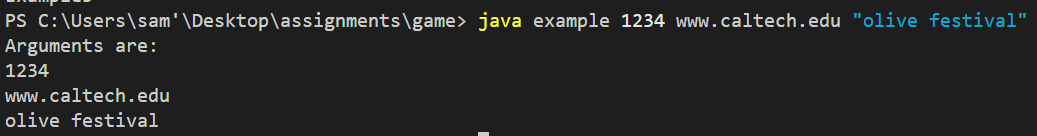 PS C:\Users\sam'\Desktop\assignments\game> java example 1234 www.caltech.edu "olive festival"
Arguments are:
1234
www.caltech.edu
olive festival